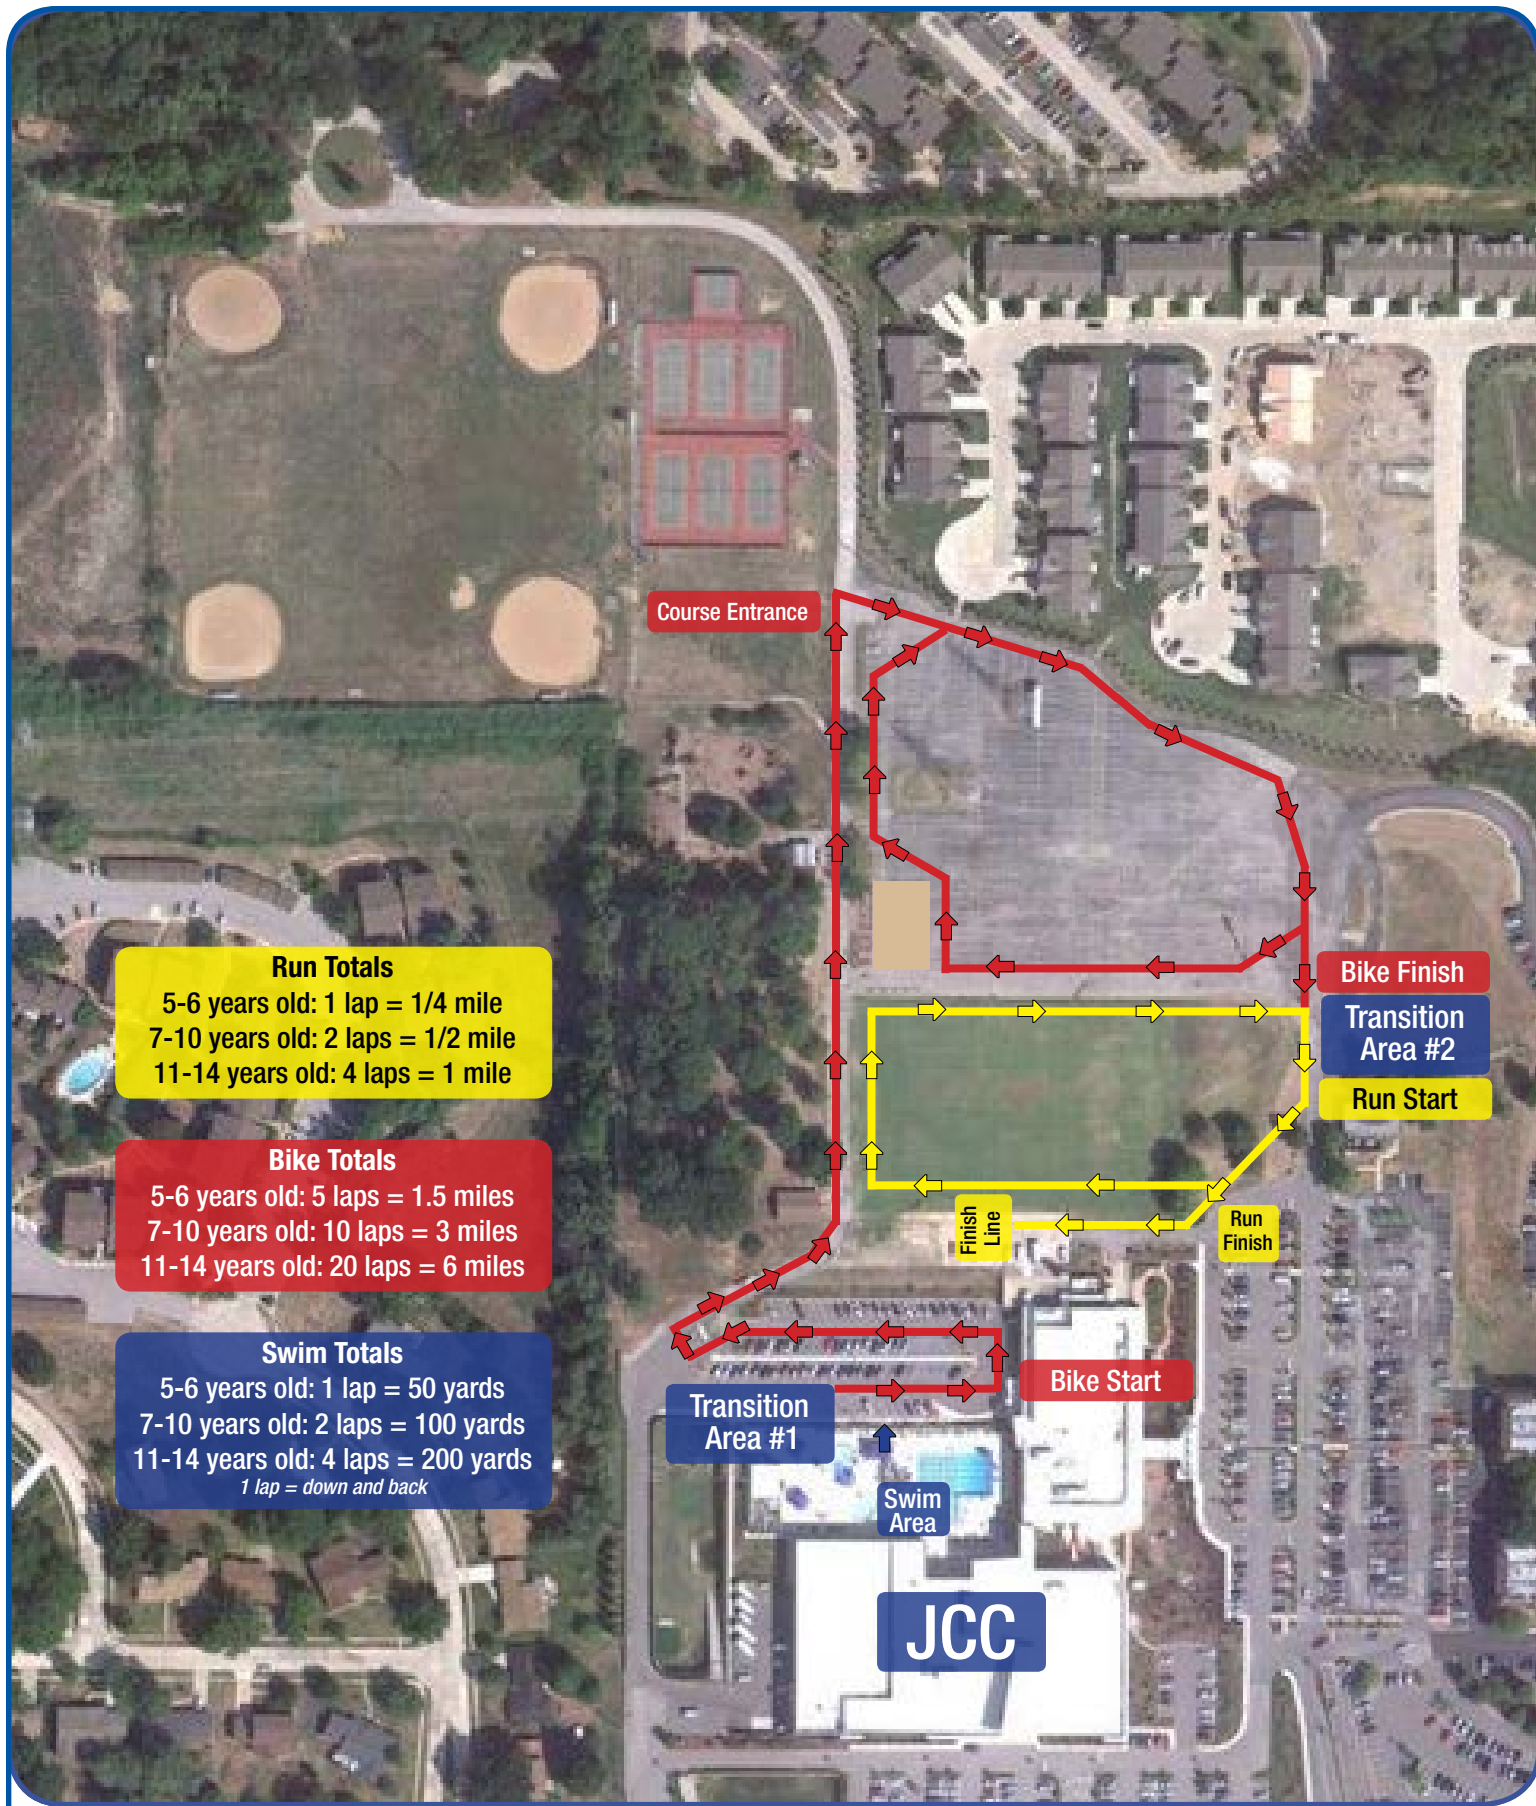 Course Entrance
Run Totals
5-6 years old: 1 lap = 1/4 mile
7-10 years old: 2 laps = 1/2 mile
11-14 years old: 4 laps = 1 mile
Bike Finish
Transition
Area #2
Run Start
Bike Totals
5-6 years old: 5 laps = 1.5 miles
7-10 years old: 10 laps = 3 miles
11-14 years old: 20 laps = 6 miles
Finish
Line
Run
Finish
Swim Totals
5-6 years old: 1 lap = 50 yards
7-10 years old: 2 laps = 100 yards
11-14 years old: 4 laps = 200 yards
1 lap = down and back
Bike Start
Transition
Area #1
Swim
Area
JCC